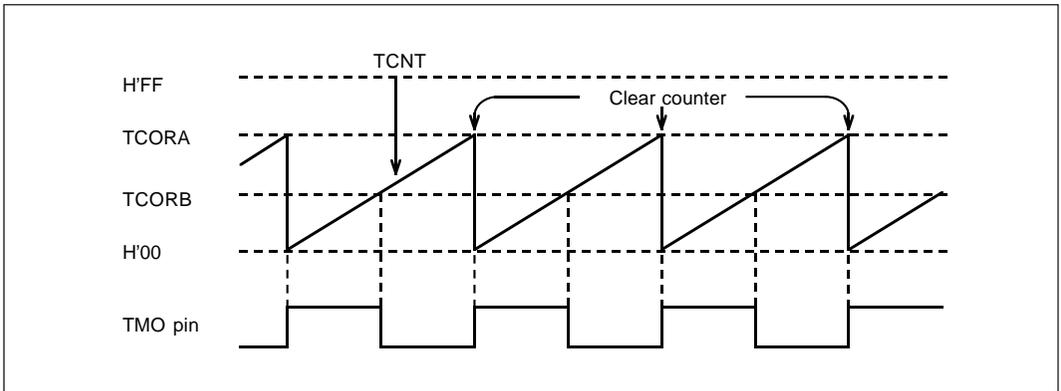 TCNT
H'FF
Clear counter
TCORA
TCORB
H'00
TMO pin